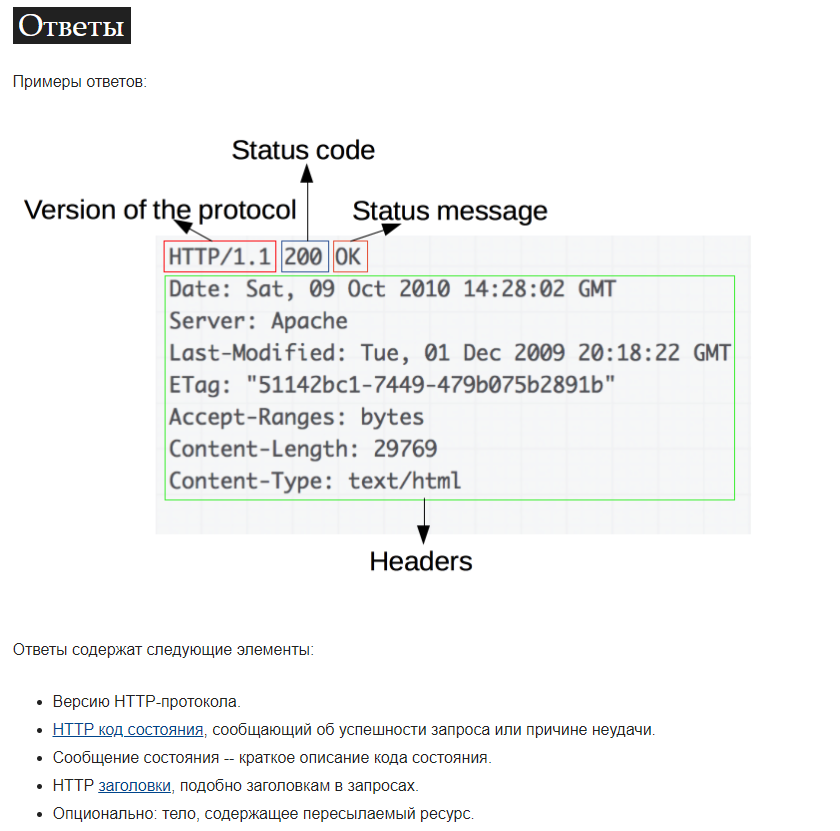 Ответы
Примеры ответов:
Status code
Version of the protocol
Status message
HTTP/1.1 200 OK
Date: Sat, 09 Oct 2010 14:28:02 GMT
Server: Apache
Last-Modified: Tue, 01 Dec 2009 20:18:22 GMT
ETag: "51142bc1-7449-479b075b2891b"
Accept-Ranges: bytes
Content-Length: 29769
Content-Type: text/html
Headers
Ответы содержат следующие элементы:
• Версию HTTP-протокола.
• HTTP код состояния, сообщающий об успешности запроса или причине неудачи.
• Сообщение состояния -- краткое описание кода состояния.
• HTTP заголовки, подобно заголовкам в запросах.
• Опционально: тело, содержащее пересылаемый ресурс.